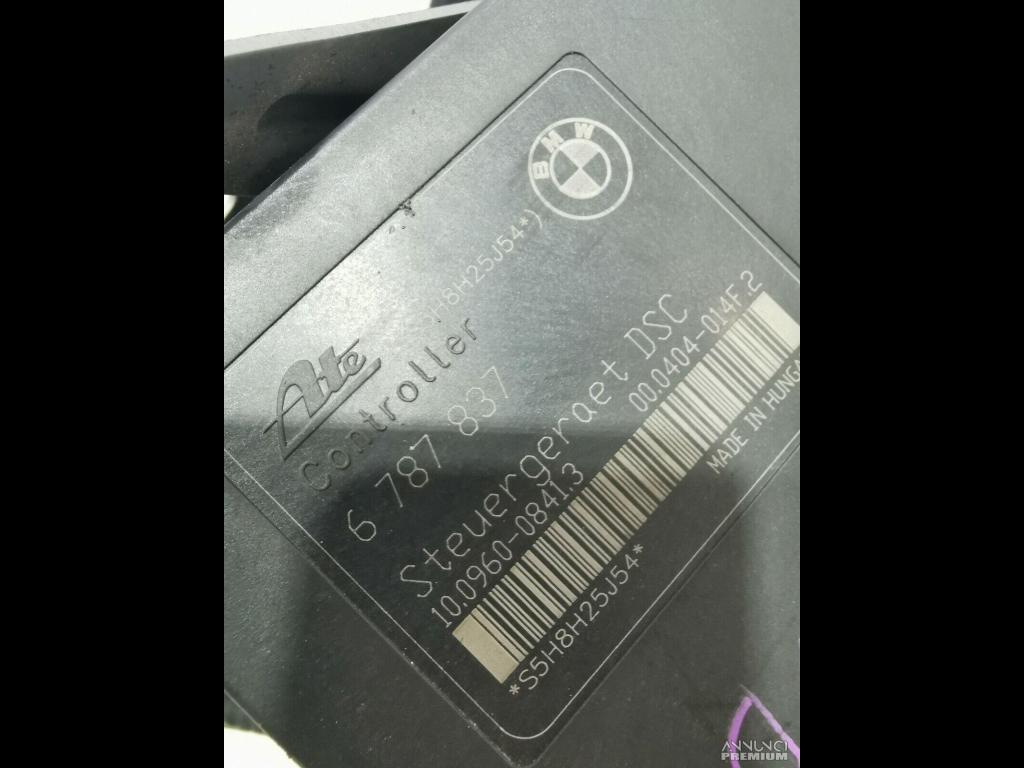 BMW
H8H25J54*)
Ate
Controller
6 787 837
Steuergeraet DSC
10.0960-0841.3 00.0404-014F.2
MADE IN HUNGA
*S5H8H25J54*
ANNUNCI
PREMIUM